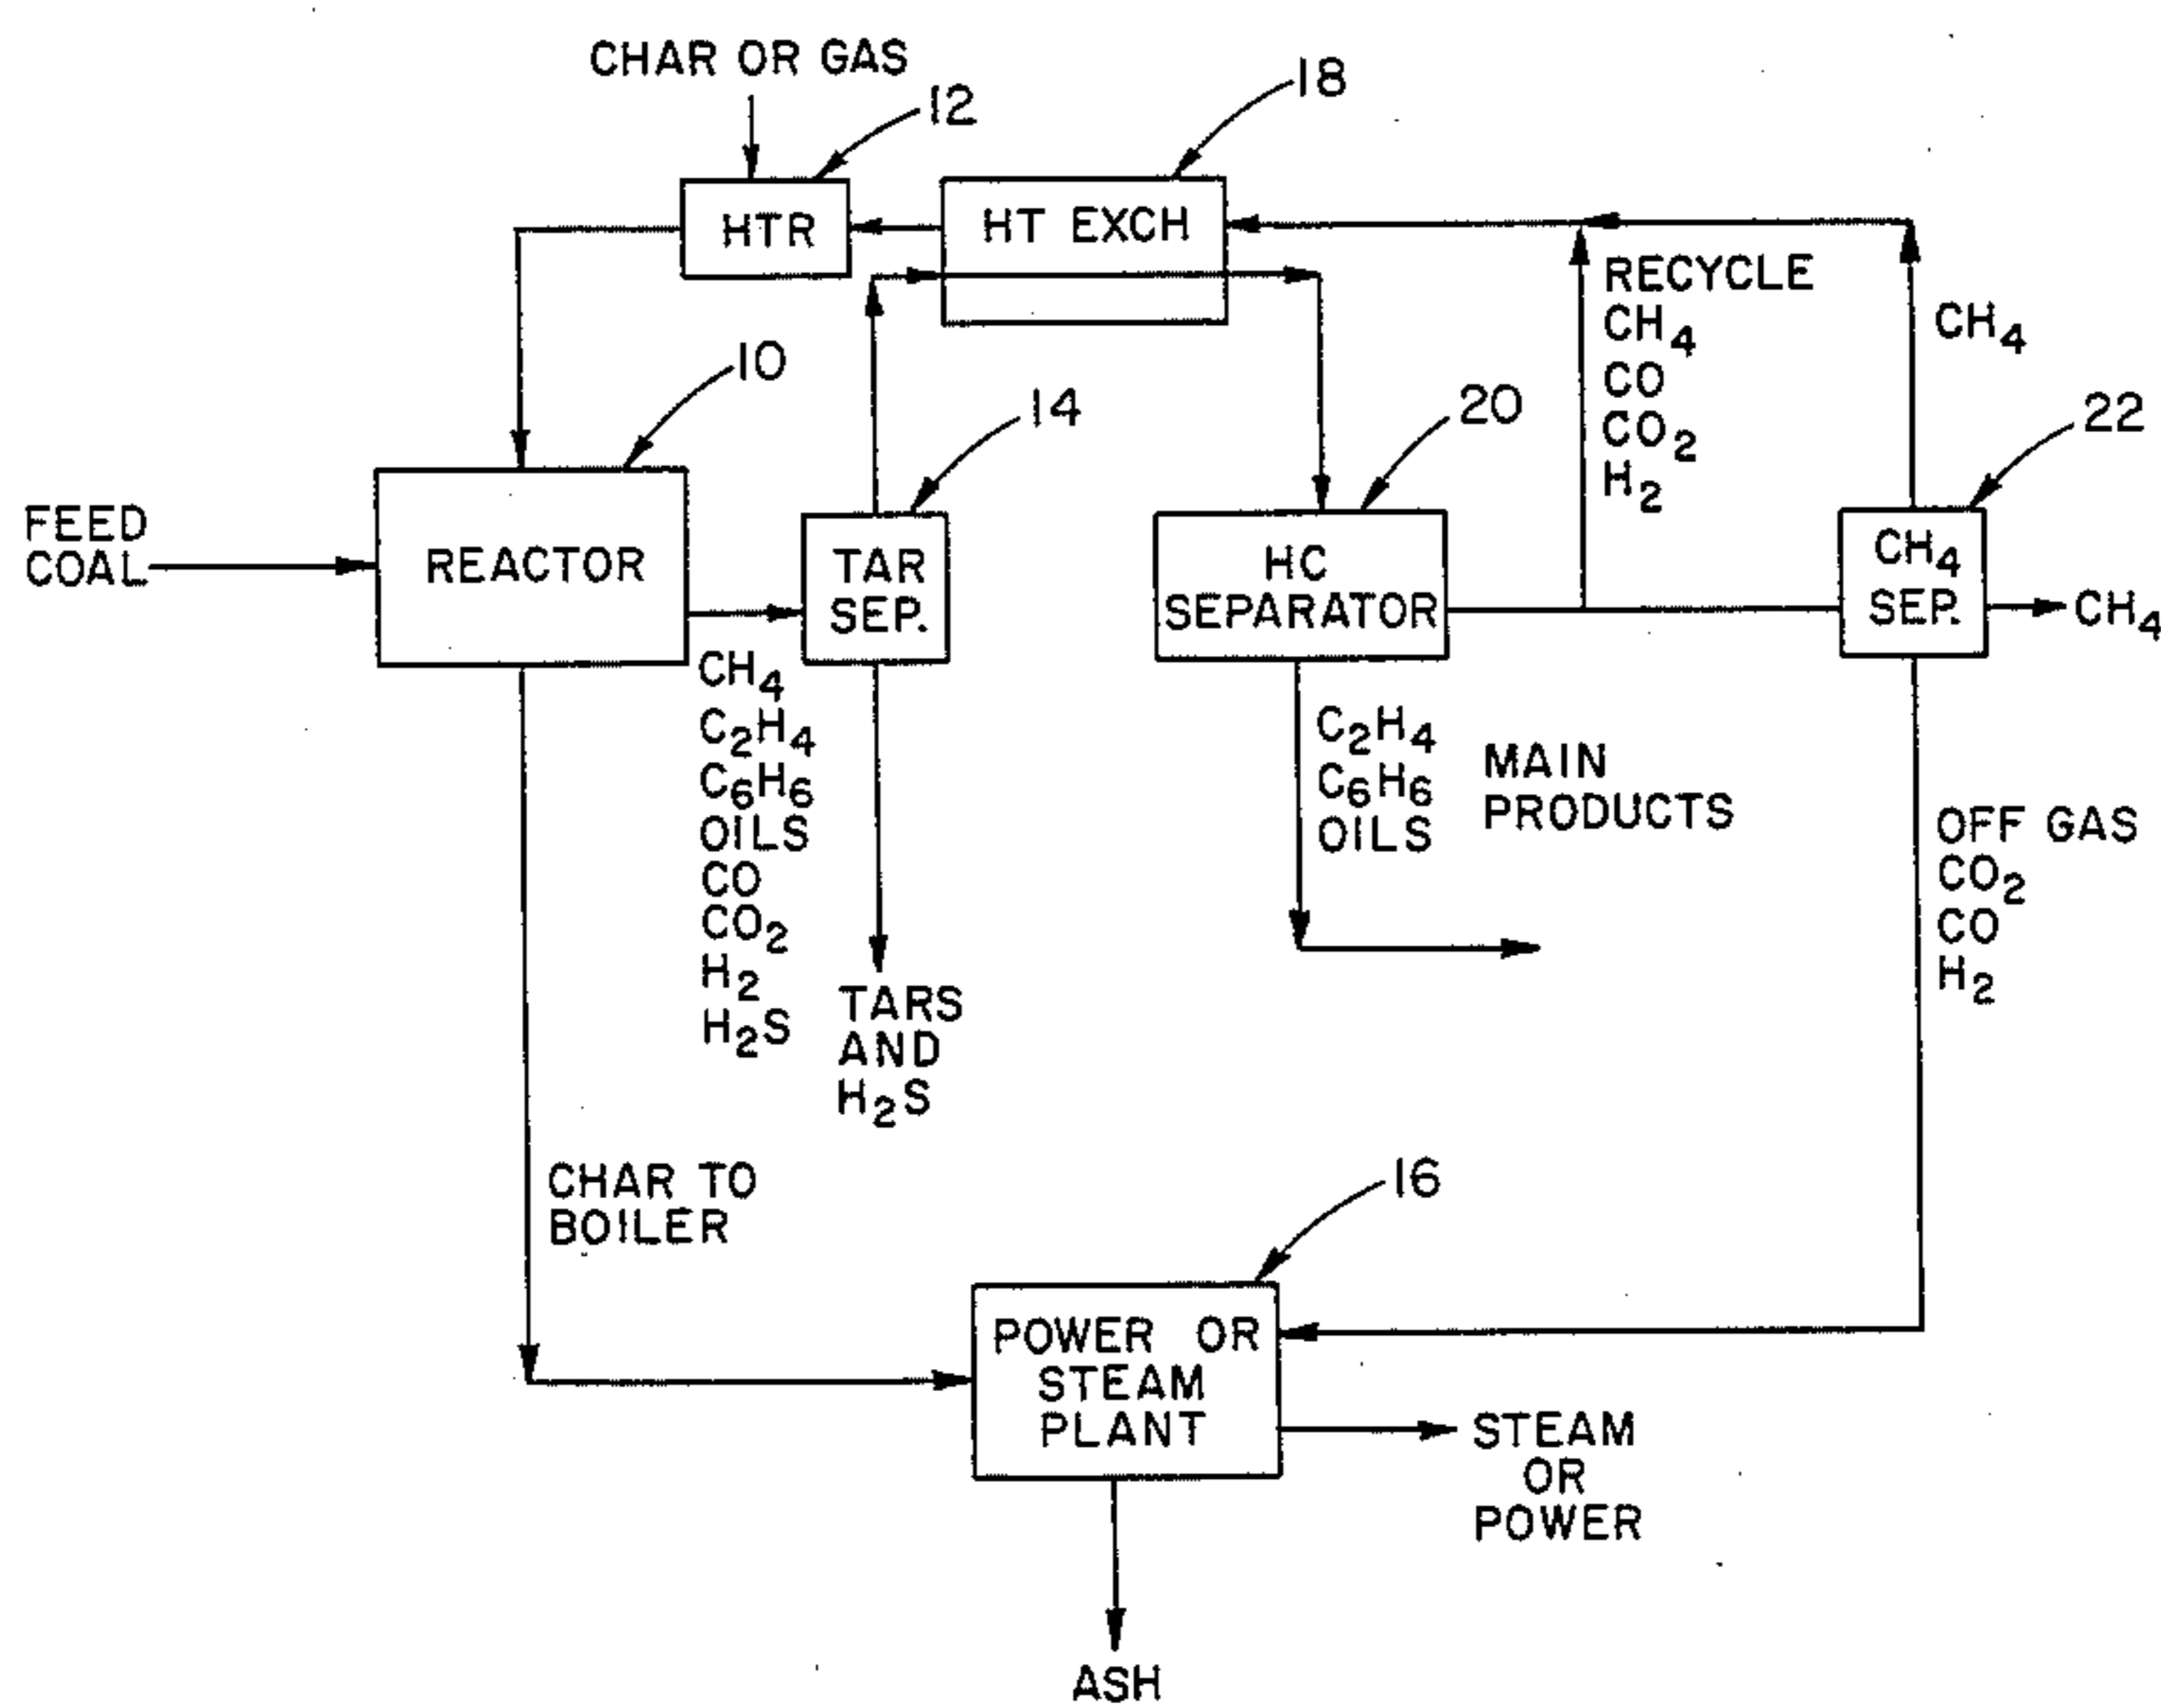 CHAR OR GAS
12
18
HTR
HT EXCH
RECYCLE
CH4
CO
CO2
H2
CH4
10
14
20
22
FEED
COAL
REACTOR
TAR
SEP.
HC
SEPARATOR
CH4
SEP.
CH4
CH4
C2H4
C6H6
OILS
CO
CO2
H2
H2S
TARS
AND
H2S
C2H4
C6H6
OILS
MAIN
PRODUCTS
OFF GAS
CO2
CO
H2
CHAR TO
BOILER
16
POWER OR
STEAM
PLANT
STEAM
OR
POWER
ASH